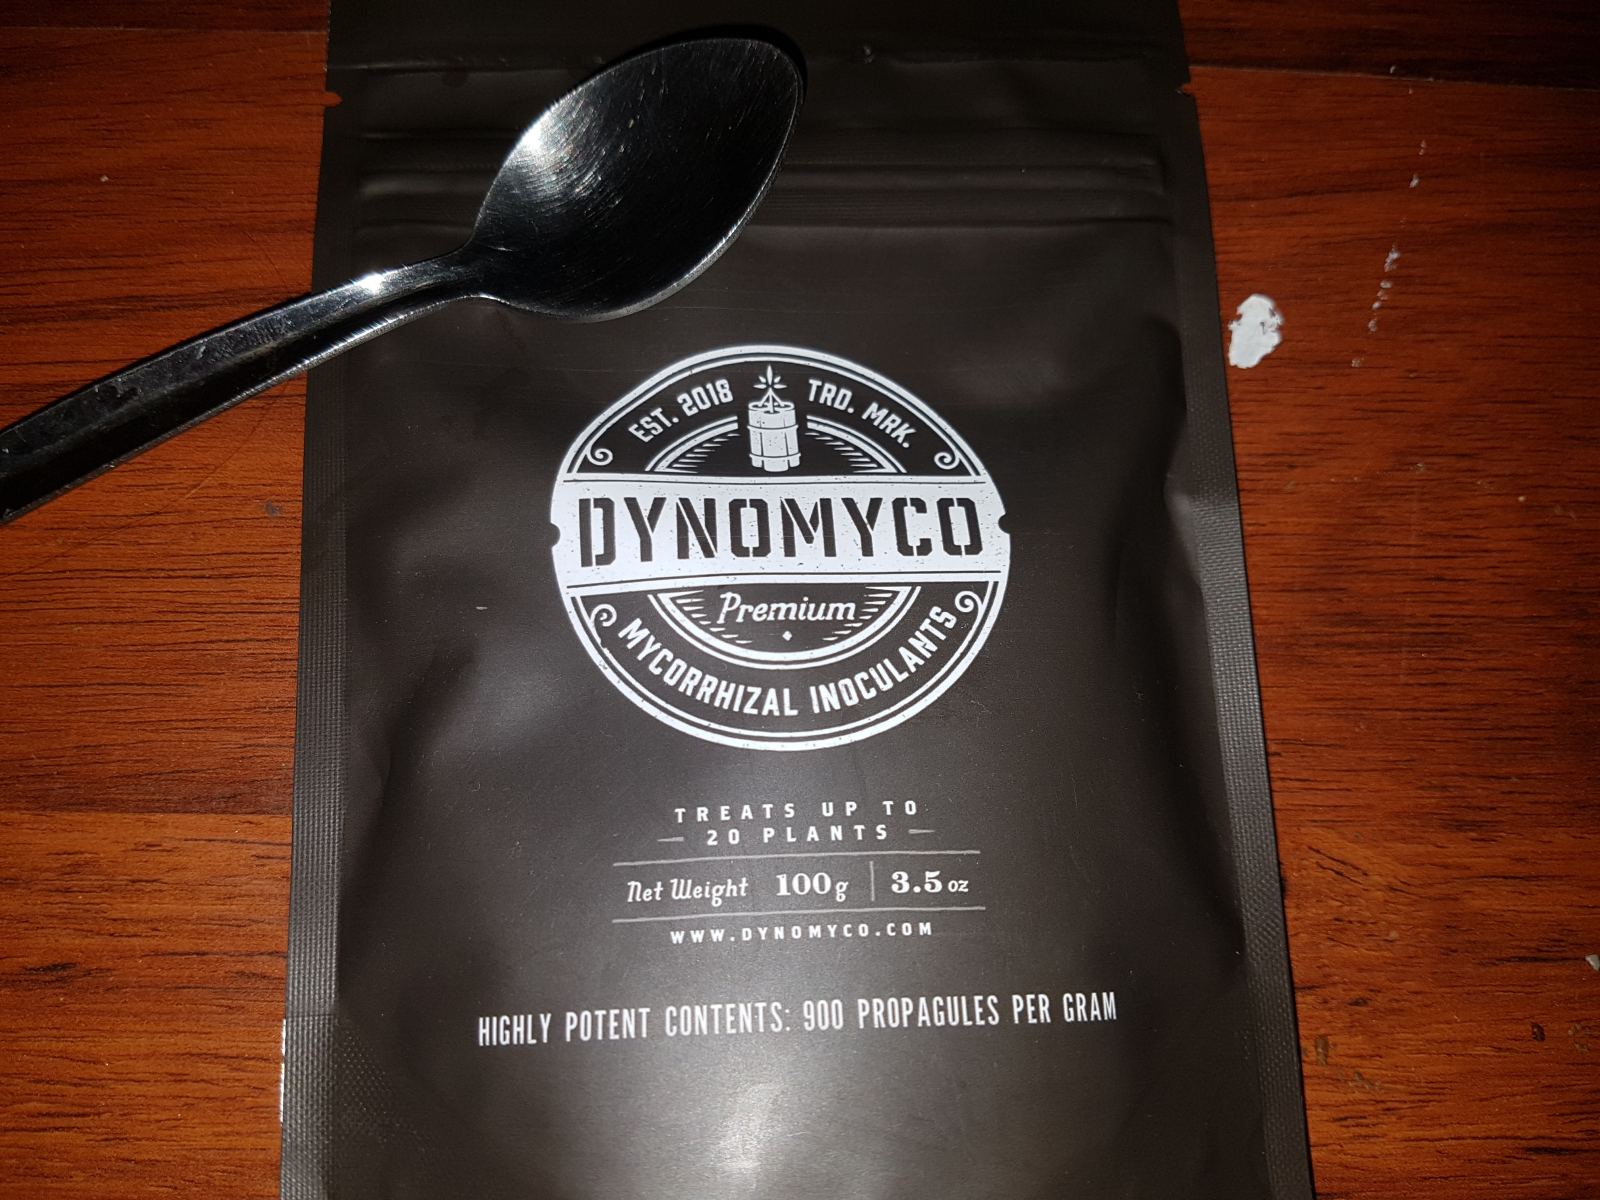 EST. 2018 TRD. MRK.
DYNOMYCO
Premium
MYCORRHIZAL INOCULANTS
TREATS UP TO
20 PLANTS
Net Weight 100g | 3.5 oz
WWW.DYNOMYCO.COM
HIGHLY POTENT CONTENTS: 900 PROPAGULES PER GRAM